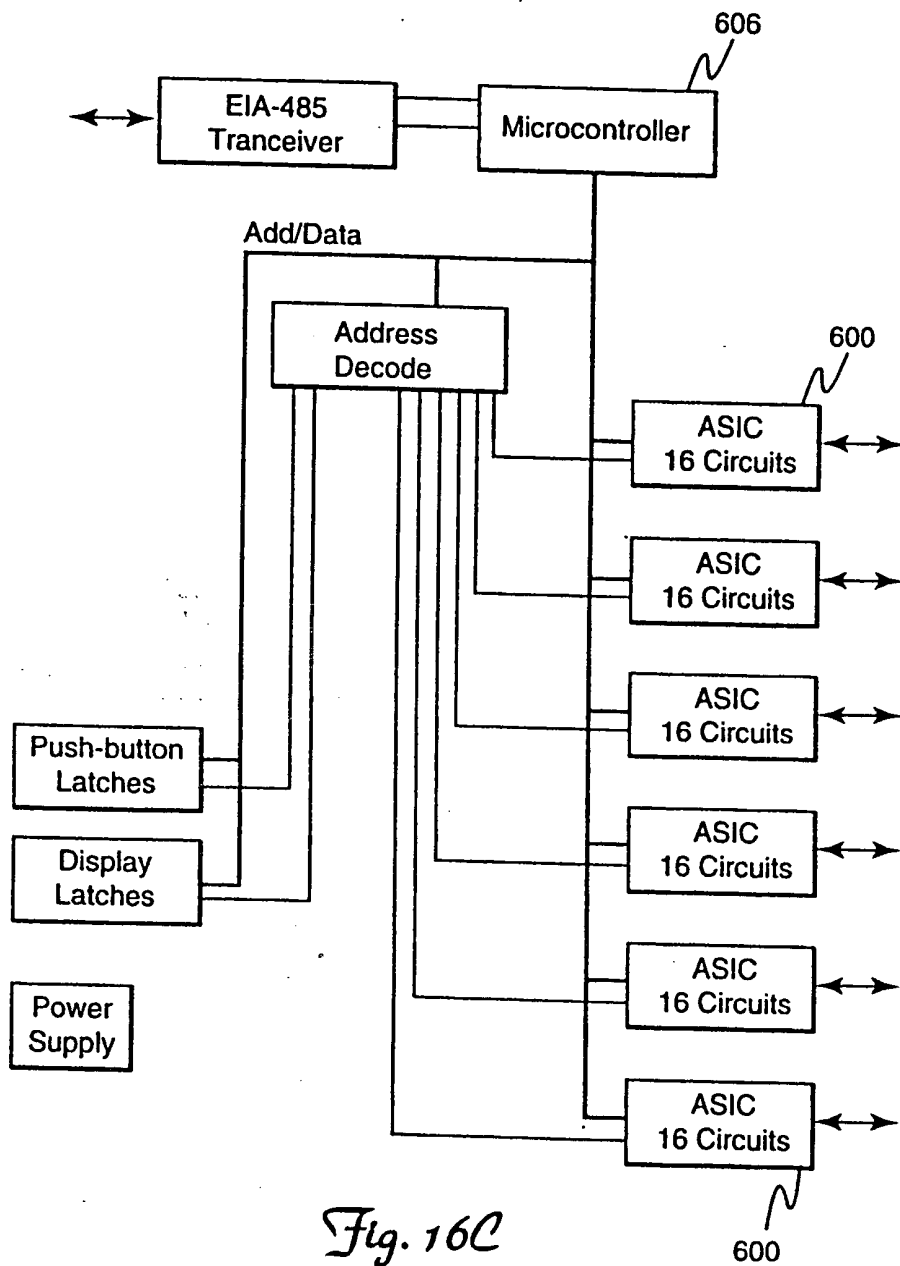 606
EIA-485
Tranceiver
Microcontroller
Add/Data
Address
Decode
600
ASIC
16 Circuits
ASIC
16 Circuits
ASIC
16 Circuits
Push-button
Latches
ASIC
16 Circuits
Display
Latches
ASIC
16 Circuits
Power
Supply
ASIC
16 Circuits
600
Fig. 16C